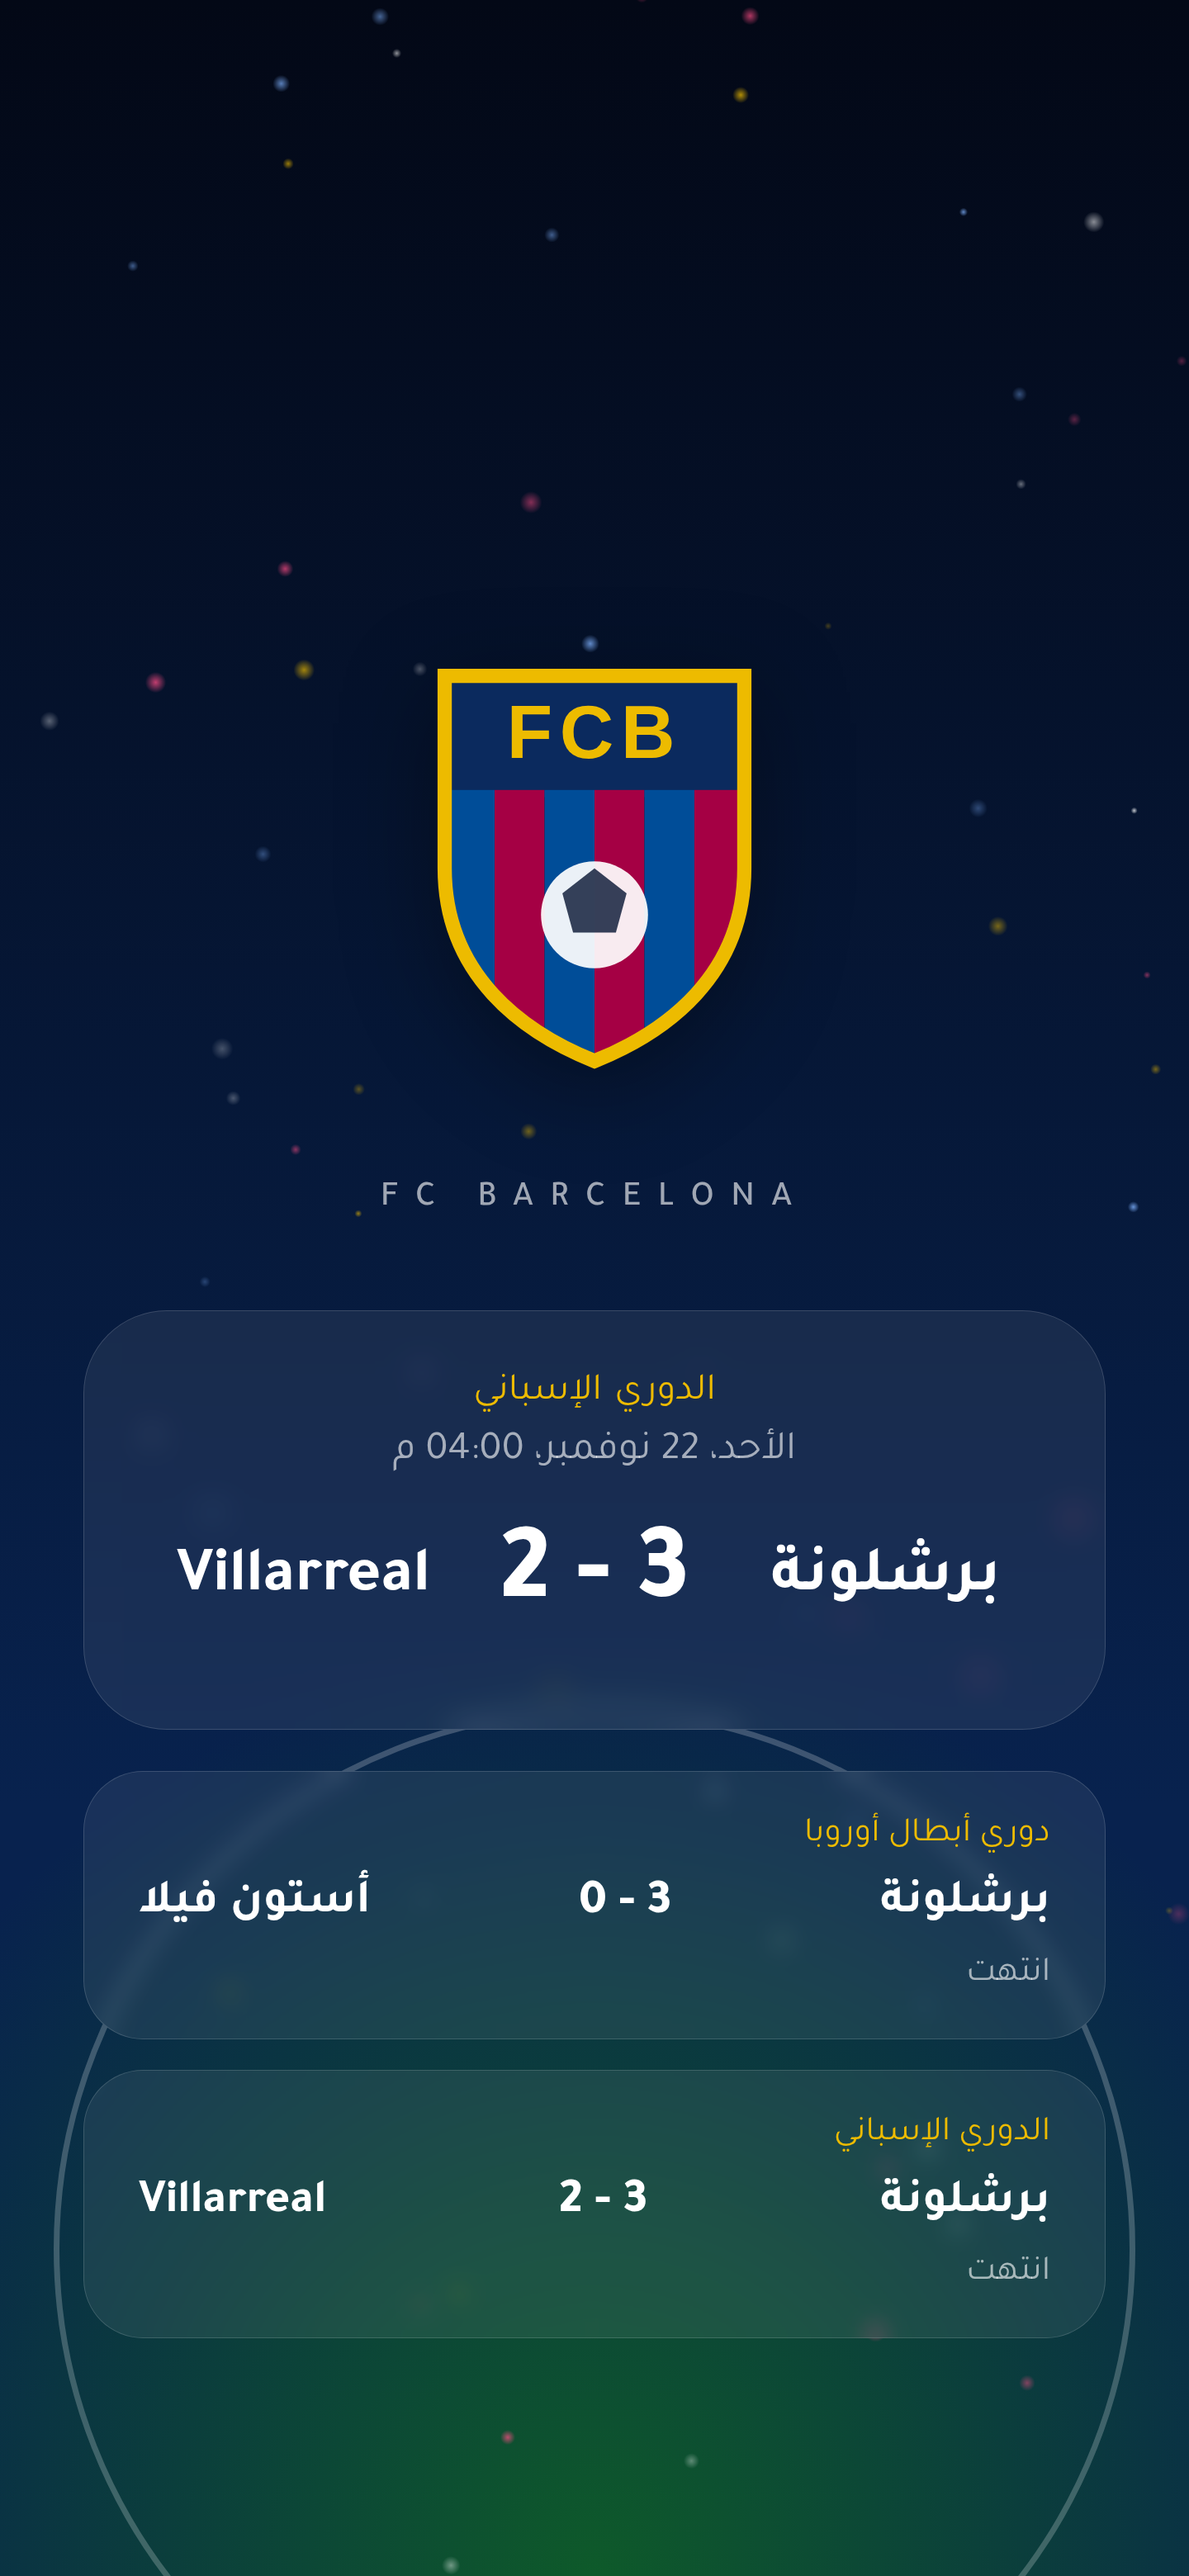 FCB
FC BARCELONA
الدوري الإسباني
الأحد، 22 نوفمبر، 04:00 م
برشلونة 3 - 2 Villarreal
دوري أبطال أوروبا
برشلونة 3 - 0 أستون فيلا
انتهت
الدوري الإسباني
برشلونة 3 - 2 Villarreal
انتهت